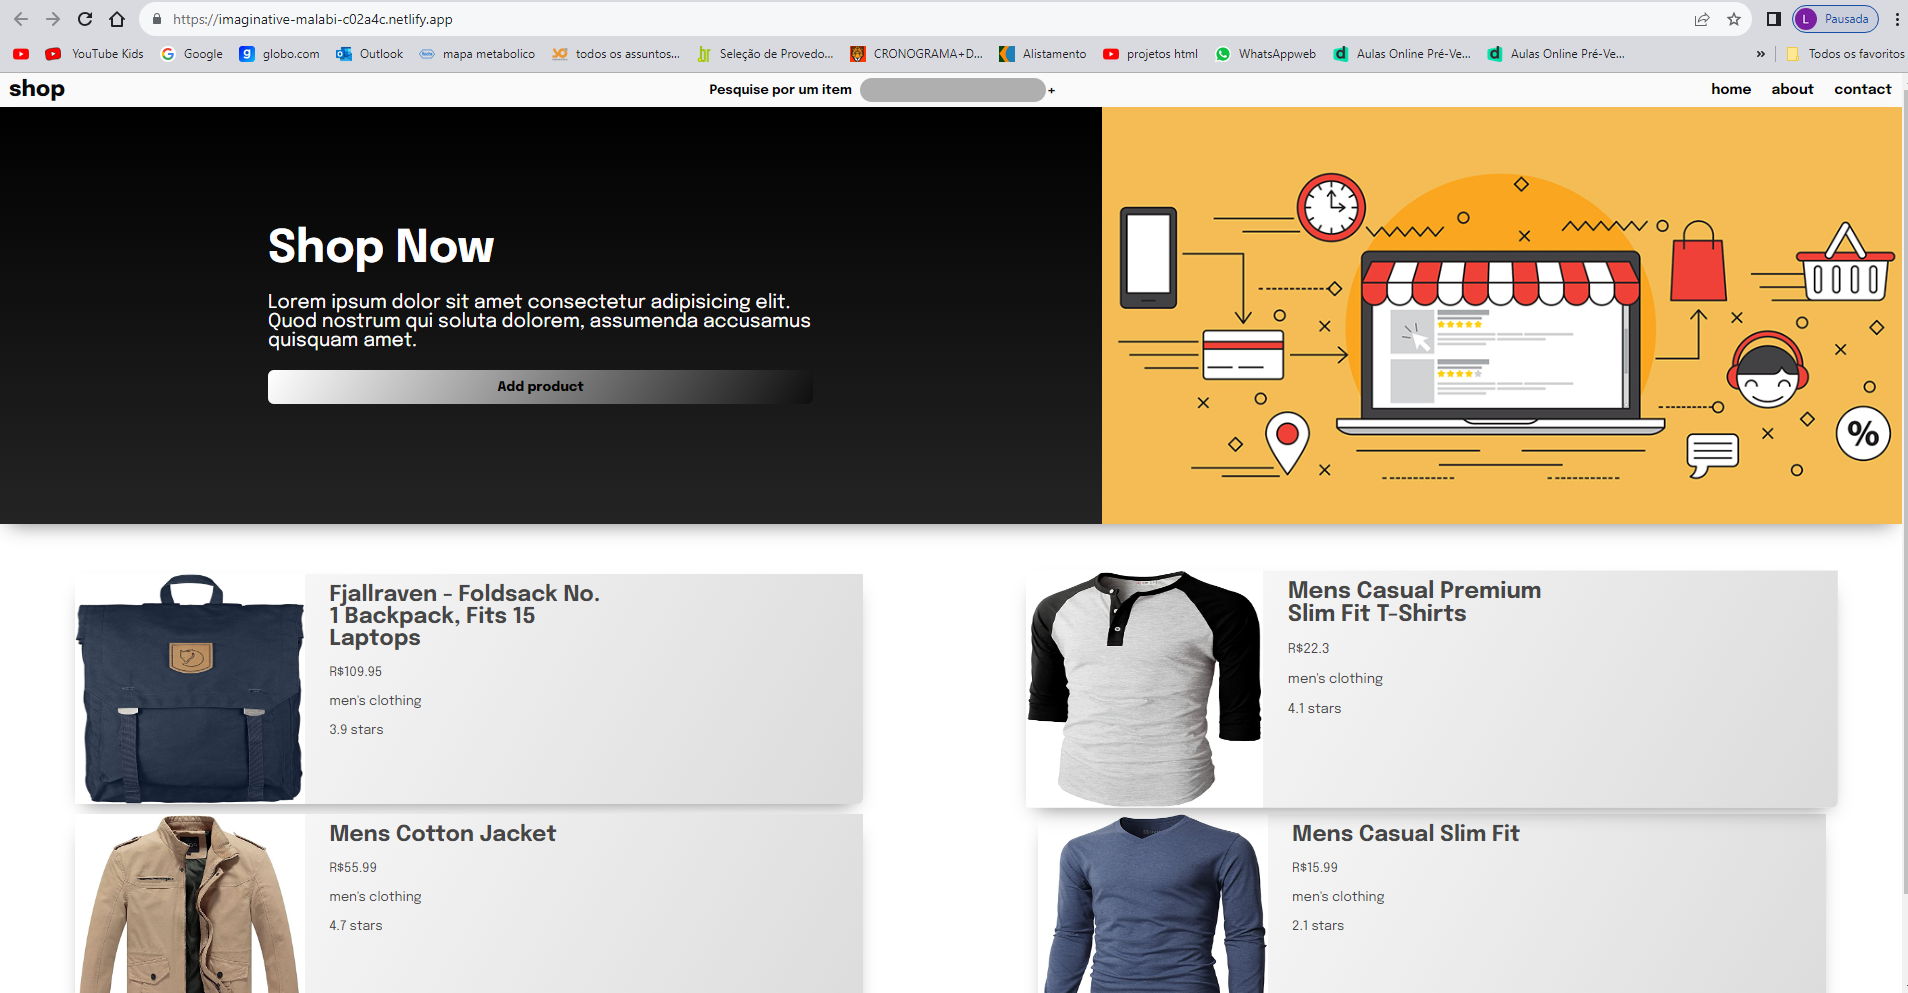 https://imaginative-malabi-c02a4c.netlify.app
L Pausada
YouTube Kids Google globo.com Outlook mapa metabolico todos os assuntos... Seleção de Provedo... CRONOGRAMA+D... Alistamento projetos html WhatsAppweb Aulas Online Pré-Ve... Aulas Online Pré-Ve... » Todos os favoritos
shop Pesquise por um item + home about contact
Shop Now
Lorem ipsum dolor sit amet consectetur adipisicing elit.
Quod nostrum qui soluta dolorem, assumenda accusamus
quisquam amet.
Add product
%
Fjallraven - Foldsack No.
1 Backpack, Fits 15
Laptops
R$109.95
men's clothing
3.9 stars
Mens Casual Premium
Slim Fit T-Shirts
R$22.3
men's clothing
4.1 stars
Mens Cotton Jacket
R$55.99
men's clothing
4.7 stars
Mens Casual Slim Fit
R$15.99
men's clothing
2.1 stars